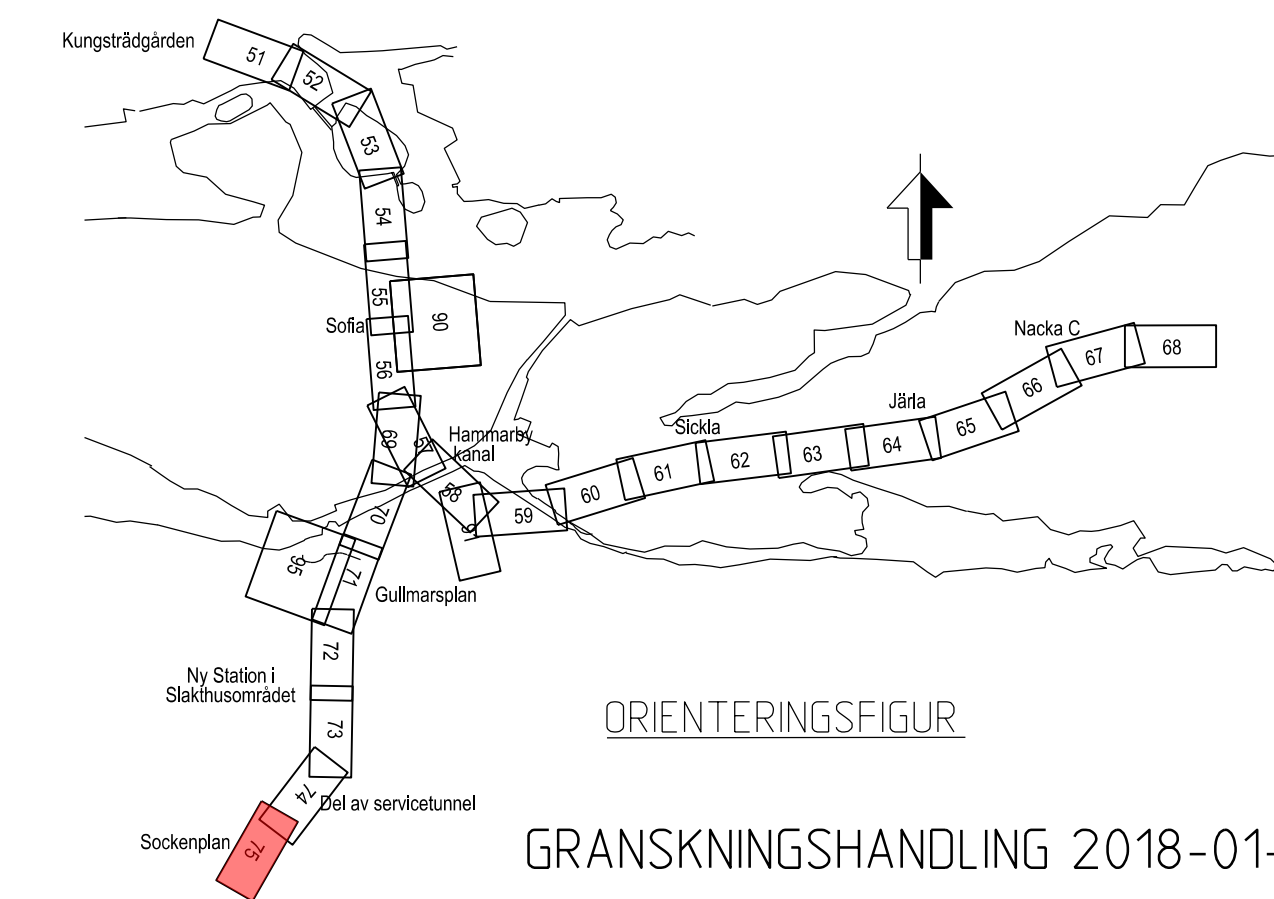 Kungsträdgården
51
52
53
54
55
90
Sofia
56
Nacka C
67
68
66
Järla
65
64
Sickla
63
62
61
60
69
57
Hammarby
kanal
58
59
70
95
71
Gullmarsplan
72
Ny Station i
Slakthusområdet
73
ORIENTERINGSFIGUR
74
Del av servicetunnel
Sockenplan
75
GRANSKNINGSHANDLING 2018-01-